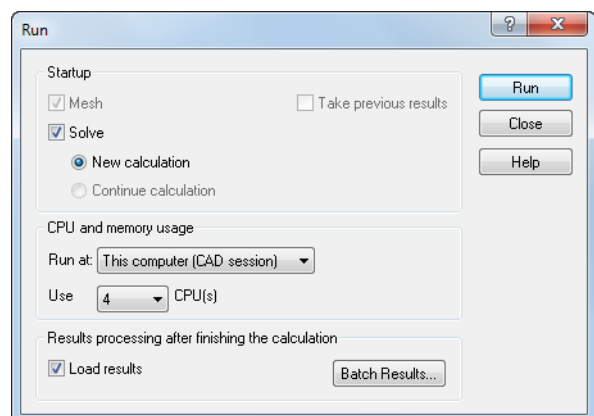 Run
?
X
Startup
Mesh
Take previous results
Solve
New calculation
Continue calculation
Run
Close
Help
CPU and memory usage
Run at: This computer (CAD session)
Use 4 CPU(s)
Results processing after finishing the calculation
Load results
Batch Results...